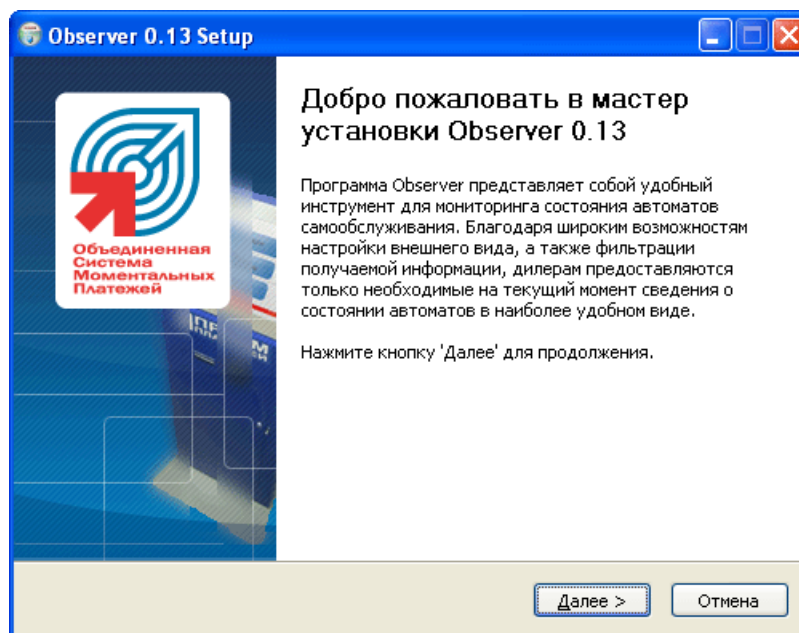 Observer 0.13 Setup
Добро пожаловать в мастер
установки Observer 0.13
Программа Observer представляет собой удобный
инструмент для мониторинга состояния автоматов
самообслуживания. Благодаря широким возможностям
настройки внешнего вида, а также фильтрации
получаемой информации, дилерам предоставляются
только необходимые на текущий момент сведения о
состоянии автоматов в наиболее удобном виде.
Нажмите кнопку 'Далее' для продолжения.
Объединенная
Система
Моментальных
Платежей
Далее >
Отмена